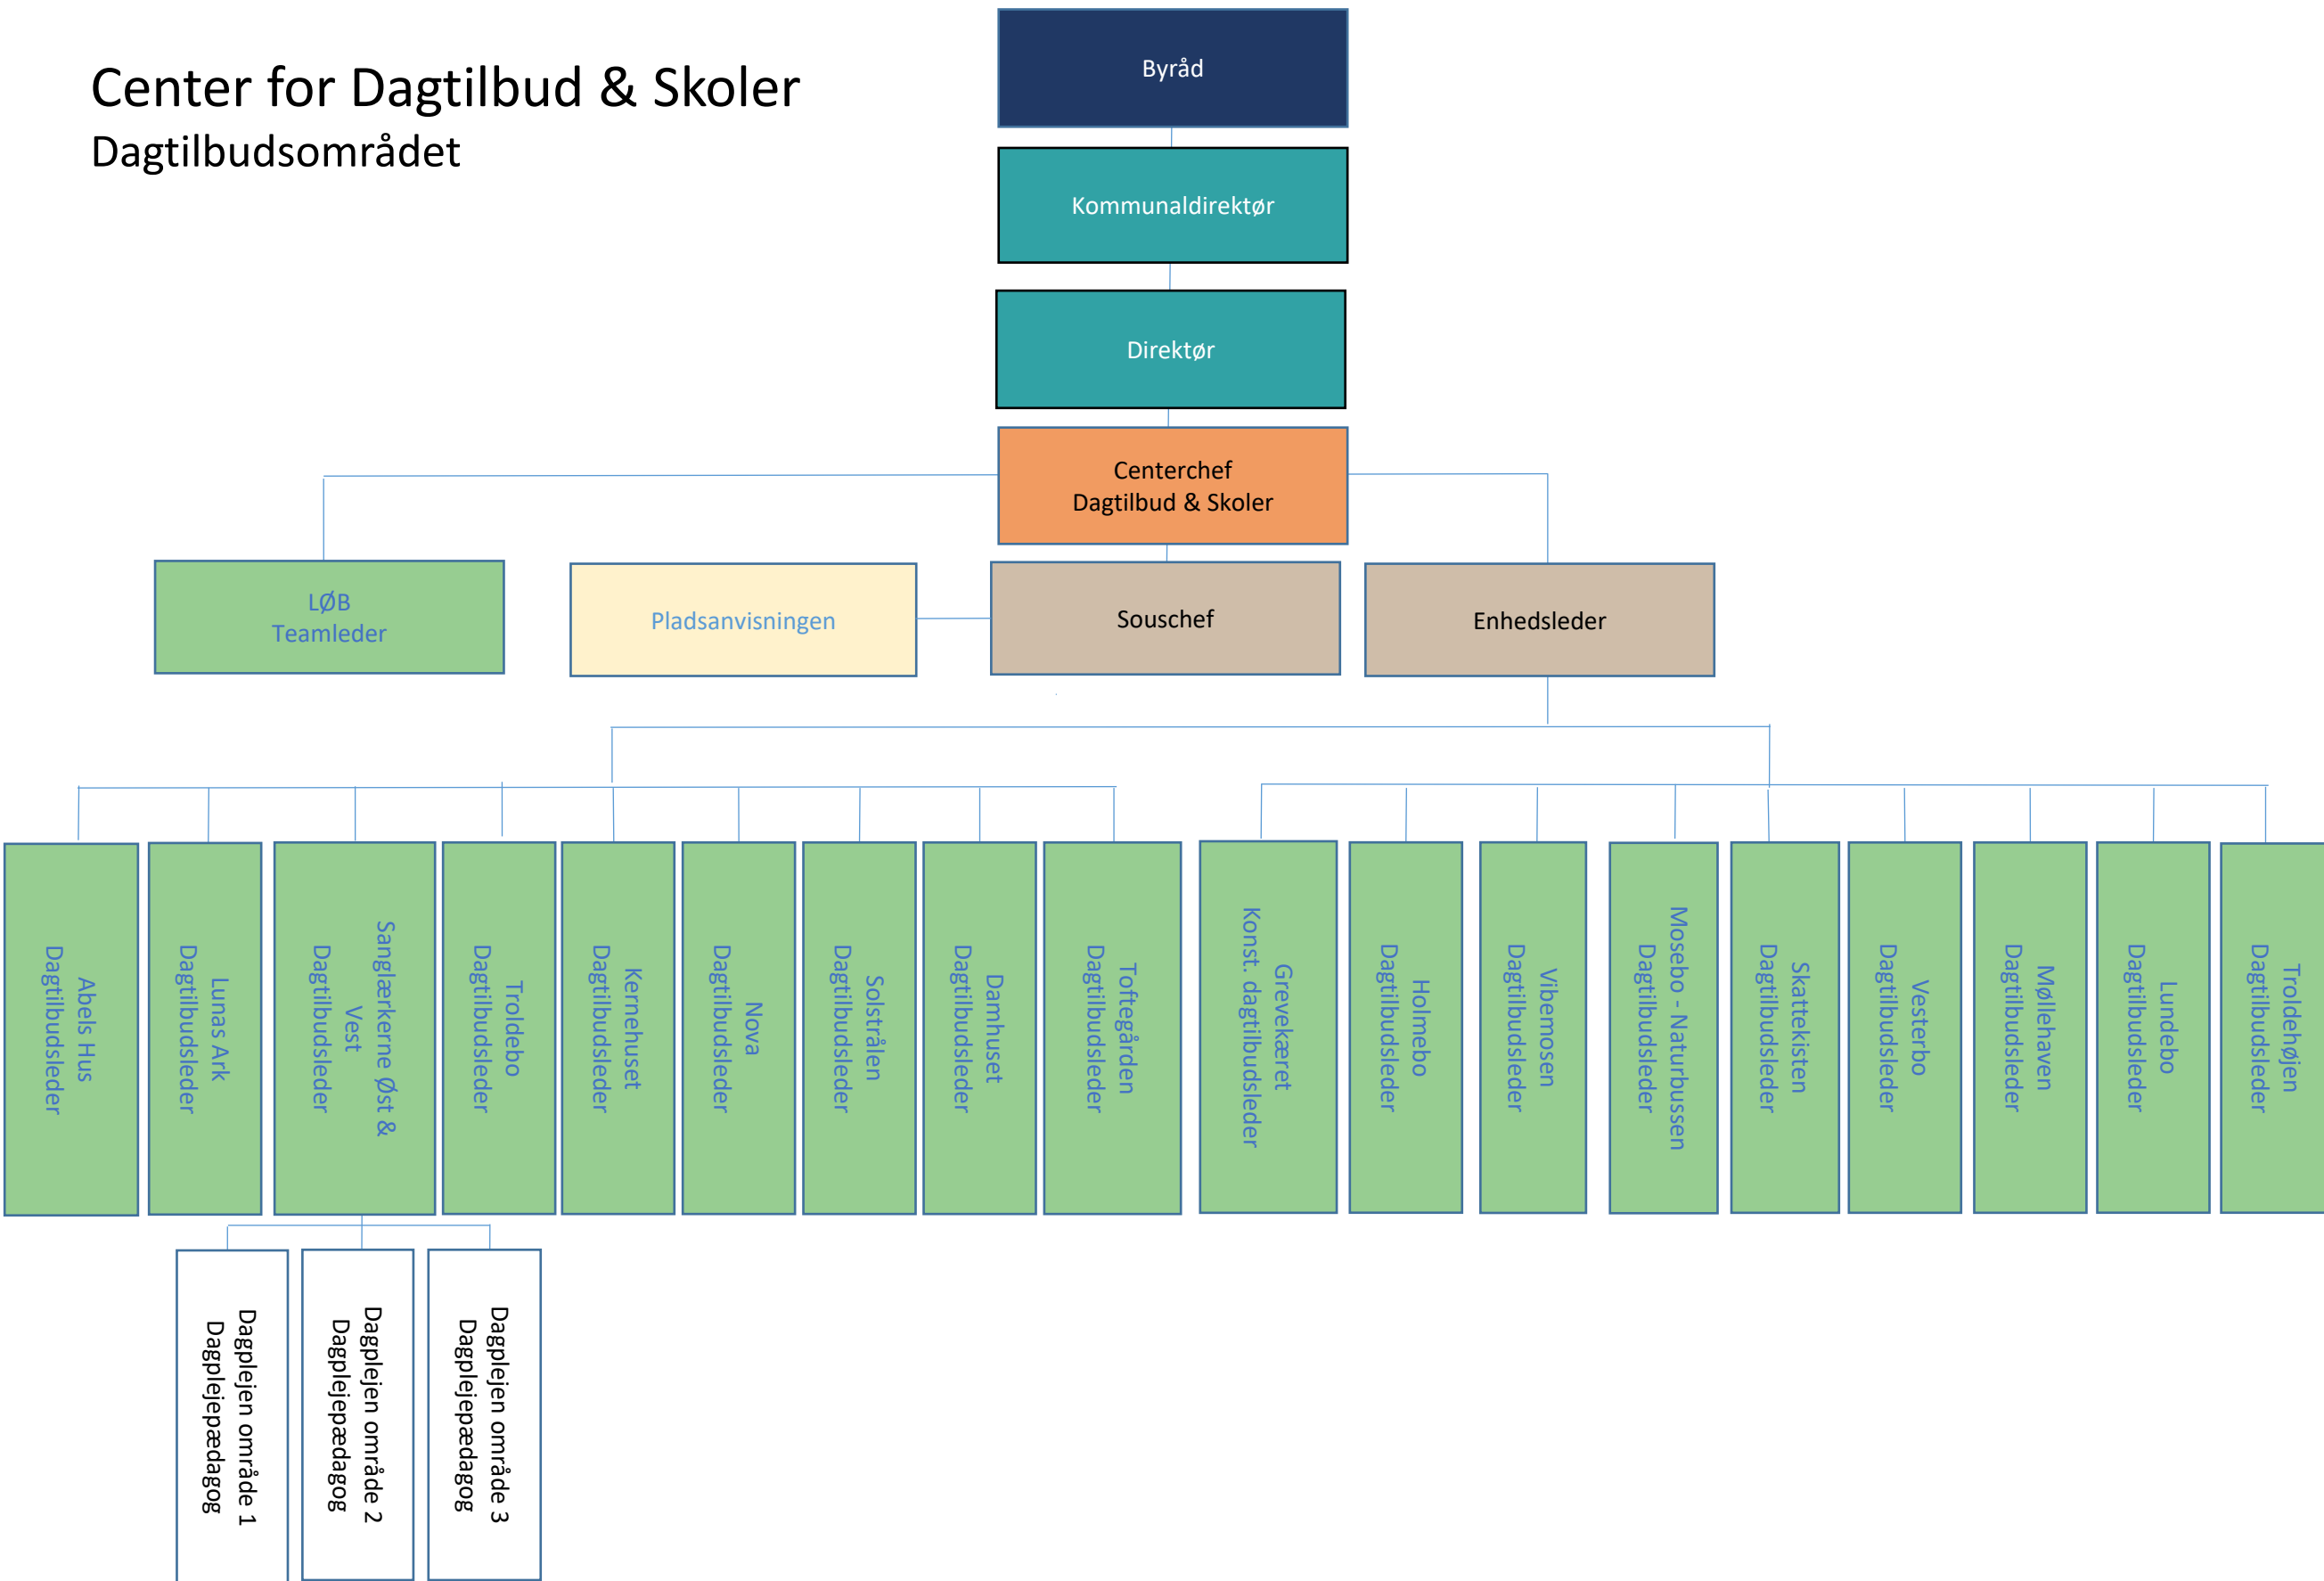 Center for Dagtilbud & Skoler
Dagtilbudsområdet
Byråd
Kommunaldirektør
Direktør
Centerchef
Dagtilbud & Skoler
LØB
Teamleder
Pladsanvisningen
Souschef
Enhedsleder
Abels Hus
Dagtilbudsleder
Lunas Ark
Dagtilbudsleder
Sanglærkerne Øst &
Vest
Dagtilbudsleder
Troldebo
Dagtilbudsleder
Kernehuset
Dagtilbudsleder
Nova
Dagtilbudsleder
Solstrålen
Dagtilbudsleder
Damhuset
Dagtilbudsleder
Toftegården
Dagtilbudsleder
Grevekæret
Konst. dagtilbudsleder
Holmebo
Dagtilbudsleder
Vibemosen
Dagtilbudsleder
Mosebo - Naturbussen
Dagtilbudsleder
Skattekisten
Dagtilbudsleder
Vesterbo
Dagtilbudsleder
Møllehaven
Dagtilbudsleder
Lundebo
Dagtilbudsleder
Troldehøjen
Dagtilbudsleder
Dagplejen område 1
Dagplejepædagog
Dagplejen område 2
Dagplejepædagog
Dagplejen område 3
Dagplejepædagog